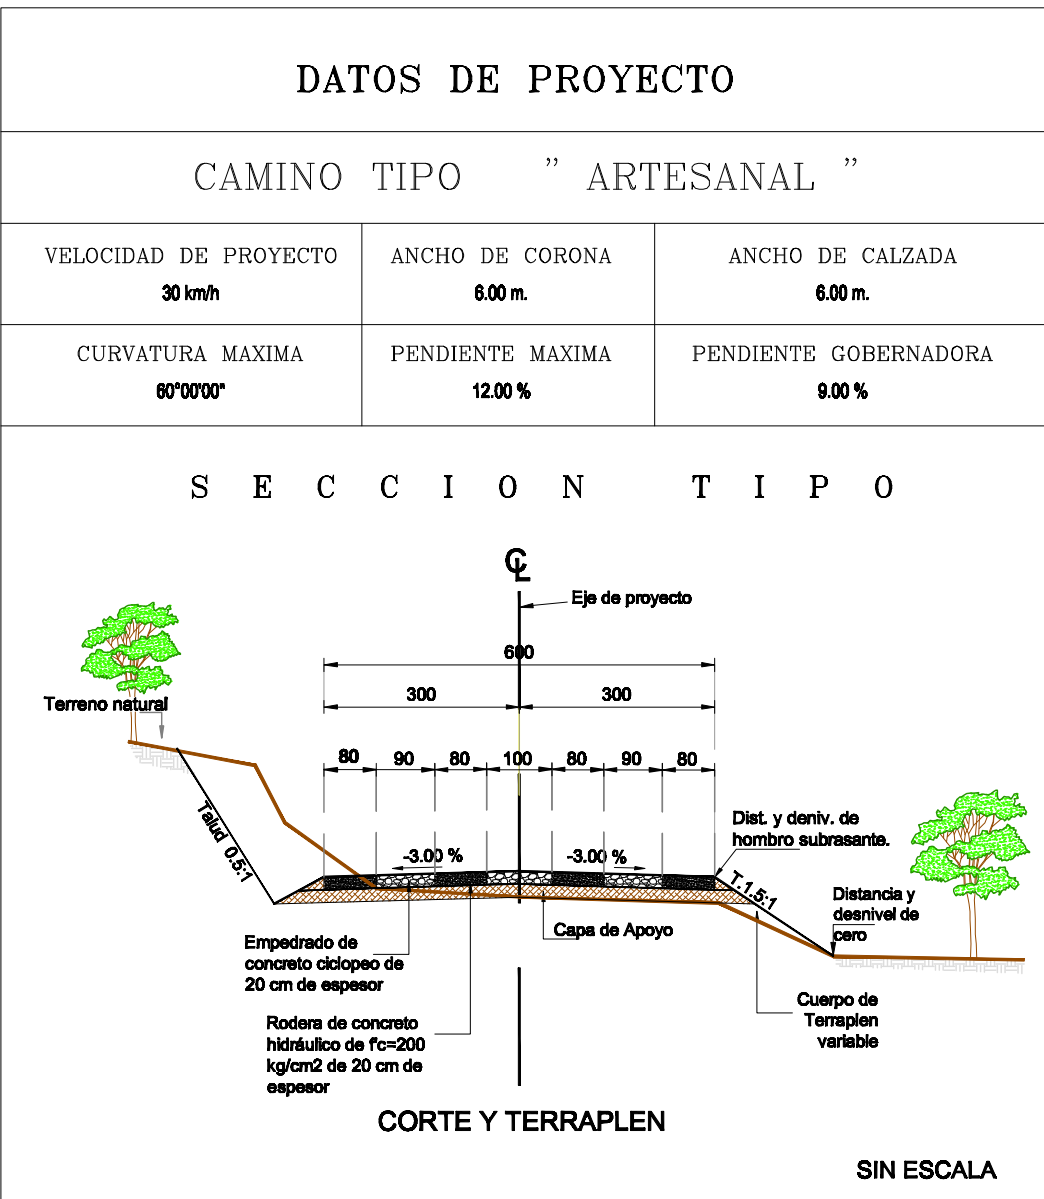 DATOS DE PROYECTO
CAMINO TIPO " ARTESANAL "
VELOCIDAD DE PROYECTO
30 km/h
ANCHO DE CORONA
6.00 m.
ANCHO DE CALZADA
6.00 m.
CURVATURA MAXIMA
60°00'00"
PENDIENTE MAXIMA
12.00 %
PENDIENTE GOBERNADORA
9.00 %
SECCION TIPO
CL
Eje de proyecto
600
300 300
Terreno natural
80 90 80 100 80 90 80
Talud 0.5:1
-3.00 % -3.00 %
Dist. y deniv. de
hombro subrasante.
T.1.5:1
Distancia y
desnivel de
cero
Capa de Apoyo
Empedrado de
concreto ciclopeo de
20 cm de espesor
Cuerpo de
Terraplen
variable
Rodera de concreto
hidráulico de f'c=200
kg/cm2 de 20 cm de
espesor
CORTE Y TERRAPLEN
SIN ESCALA